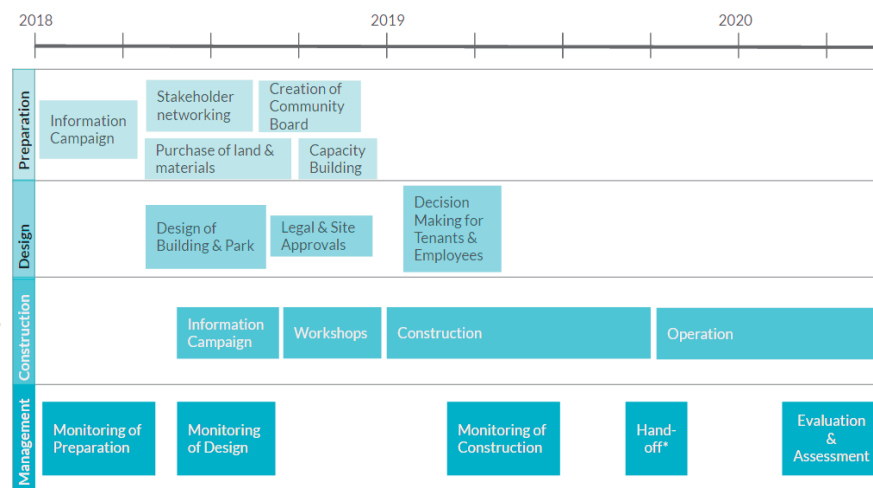 2018
2019
2020
Preparation
Information
Campaign
Stakeholder
networking
Creation of
Community
Board
Purchase of land &
materials
Capacity
Building
Design
Design of
Building & Park
Legal & Site
Approvals
Decision
Making for
Tenants &
Employees
Construction
Information
Campaign
Workshops
Construction
Operation
Management
Monitoring of
Preparation
Monitoring
of Design
Monitoring of
Construction
Hand-
off*
Evaluation
&
Assessment